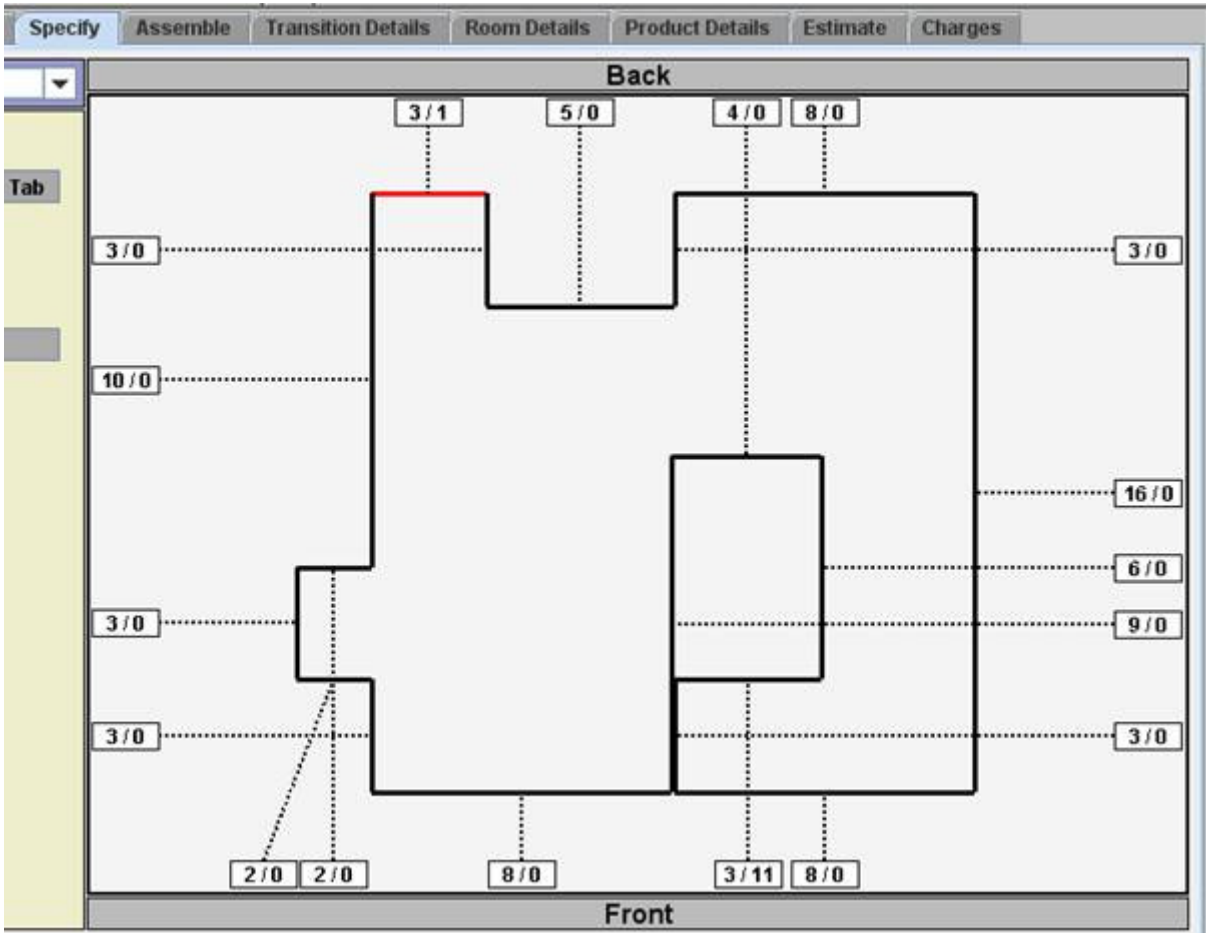 Specify Assemble Transition Details Room Details Product Details Estimate Charges
Back
3 / 1 5 / 0 4 / 0 8 / 0
Tab
3 / 0 3 / 0
10 / 0
16 / 0
6 / 0
3 / 0 9 / 0
3 / 0 3 / 0
2 / 0 2 / 0 8 / 0 3 / 11 8 / 0
Front